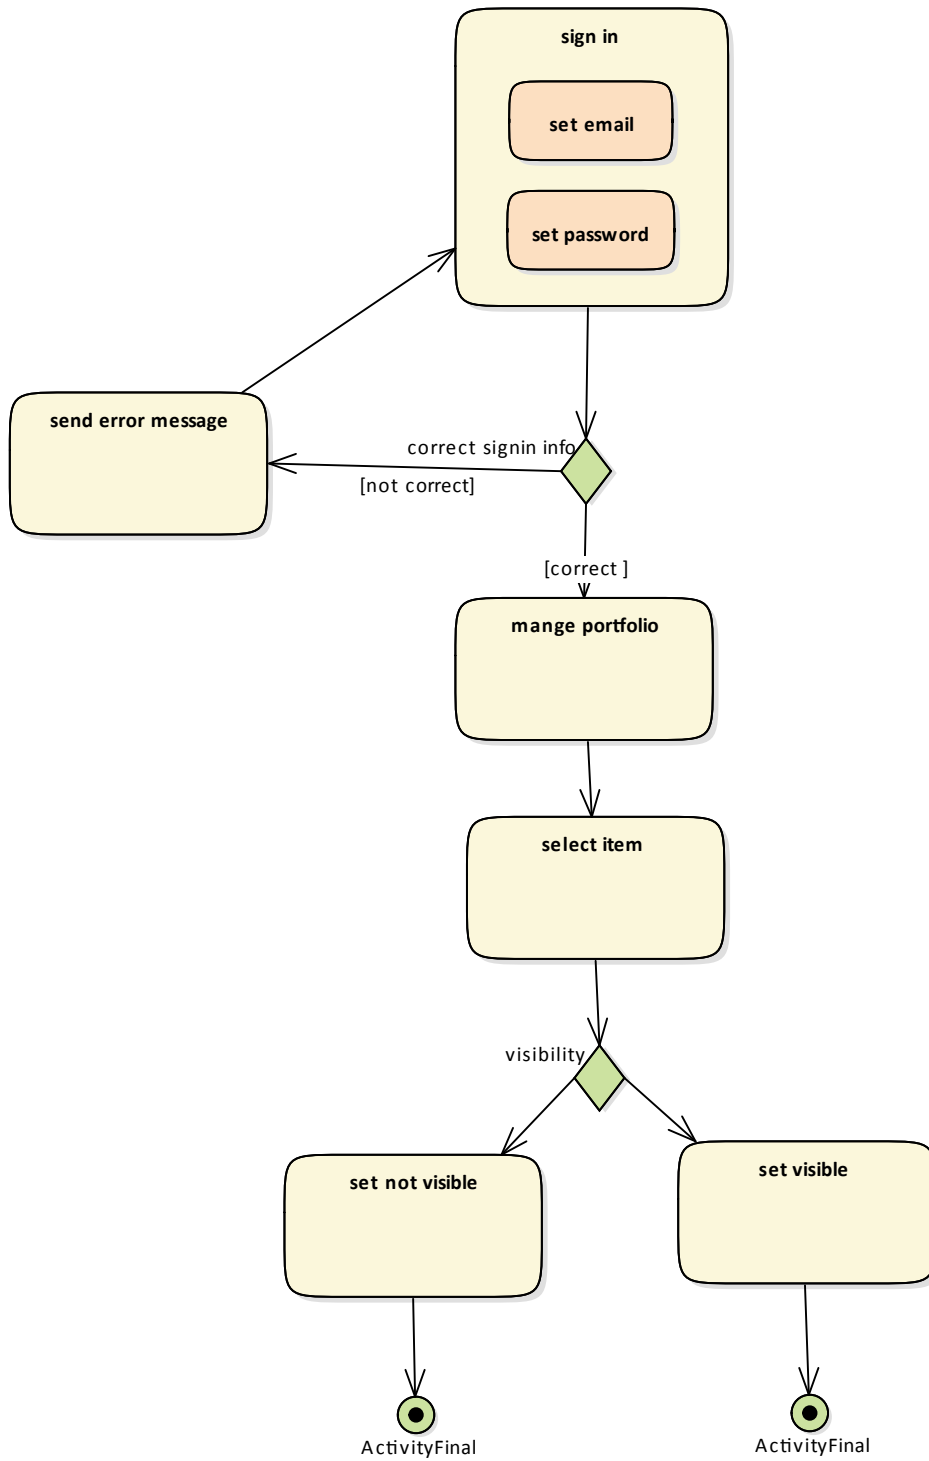 sign in
set email
set password
send error message
correct signin info
[not correct]
[correct ]
mange portfolio
select item
visibility
set not visible
set visible
ActivityFinal
ActivityFinal